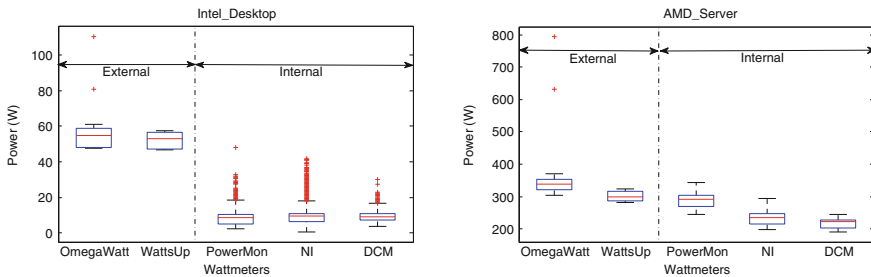 Intel_Desktop
Power (W)
100
80
60
40
20
0
External
Internal
OmegaWatt
WattsUp
PowerMon
NI
DCM
Wattmeters
AMD_Server
Power (W)
800
700
600
500
400
300
200
External
Internal
OmegaWatt
WattsUp
PowerMon
NI
DCM
Wattmeters